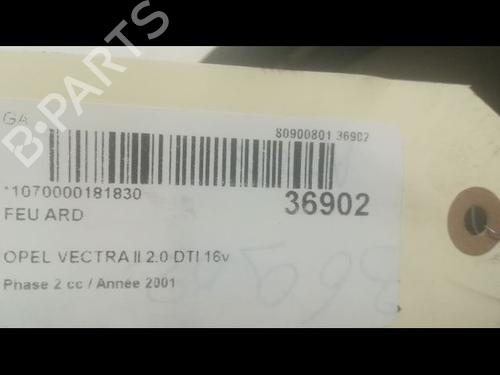 B-PARTS
GA
80900801 36902
*1070000181830
36902
FEU ARD
OPEL VECTRA II 2.0 DTI 16v
Phase 2 cc / Année 2001